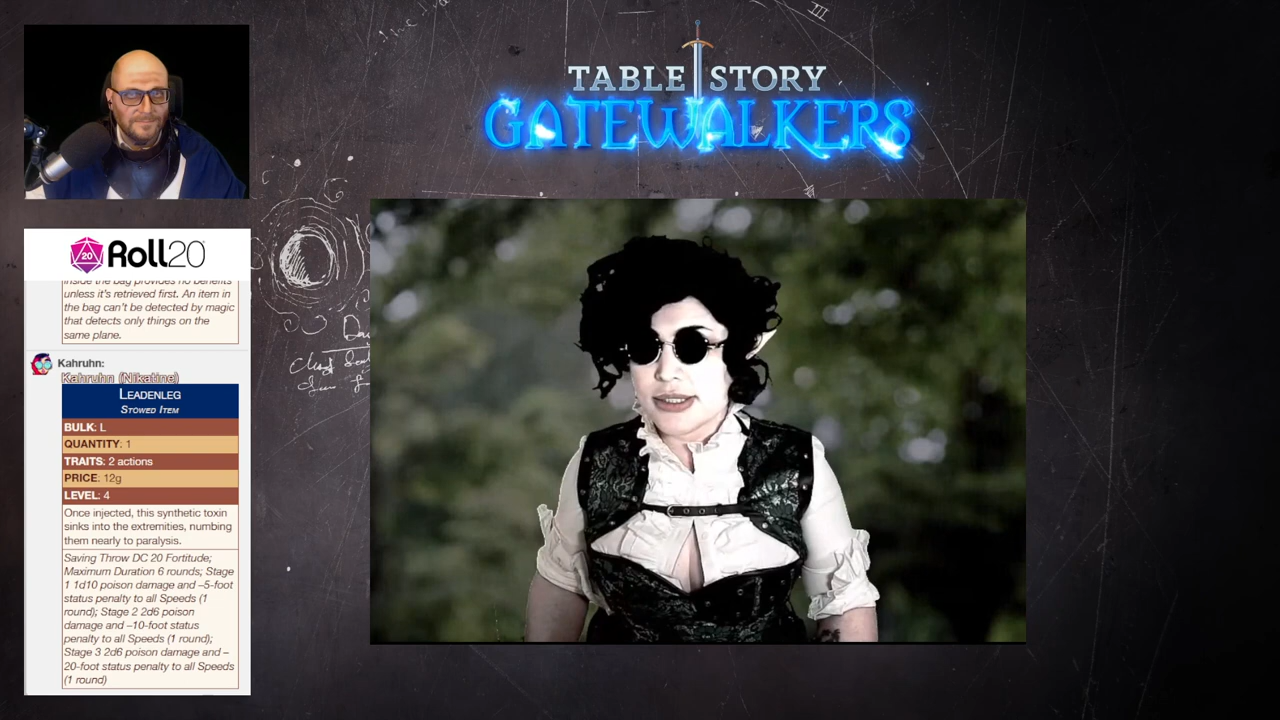 III
TABLE STORY
GATEWALKERS
20
Roll20
inside the bag provides no benefits
unless it's retrieved first. An item in
the bag can't be detected by magic
that detects only things on the
same plane.
Kahruhn:
Kahruhn (Nikatine)
LEADENLEG
STOWED ITEM
BULK: L
QUANTITY: 1
TRAITS: 2 actions
PRICE: 12g
LEVEL: 4
Once injected, this synthetic toxin
sinks into the extremities, numbing
them nearly to paralysis.
Saving Throw DC 20 Fortitude;
Maximum Duration 6 rounds; Stage
1 1d10 poison damage and –5-foot
status penalty to all Speeds (1
round); Stage 2 2d6 poison
damage and –10-foot status
penalty to all Speeds (1 round);
Stage 3 2d6 poison damage and –
20-foot status penalty to all Speeds
(1 round)